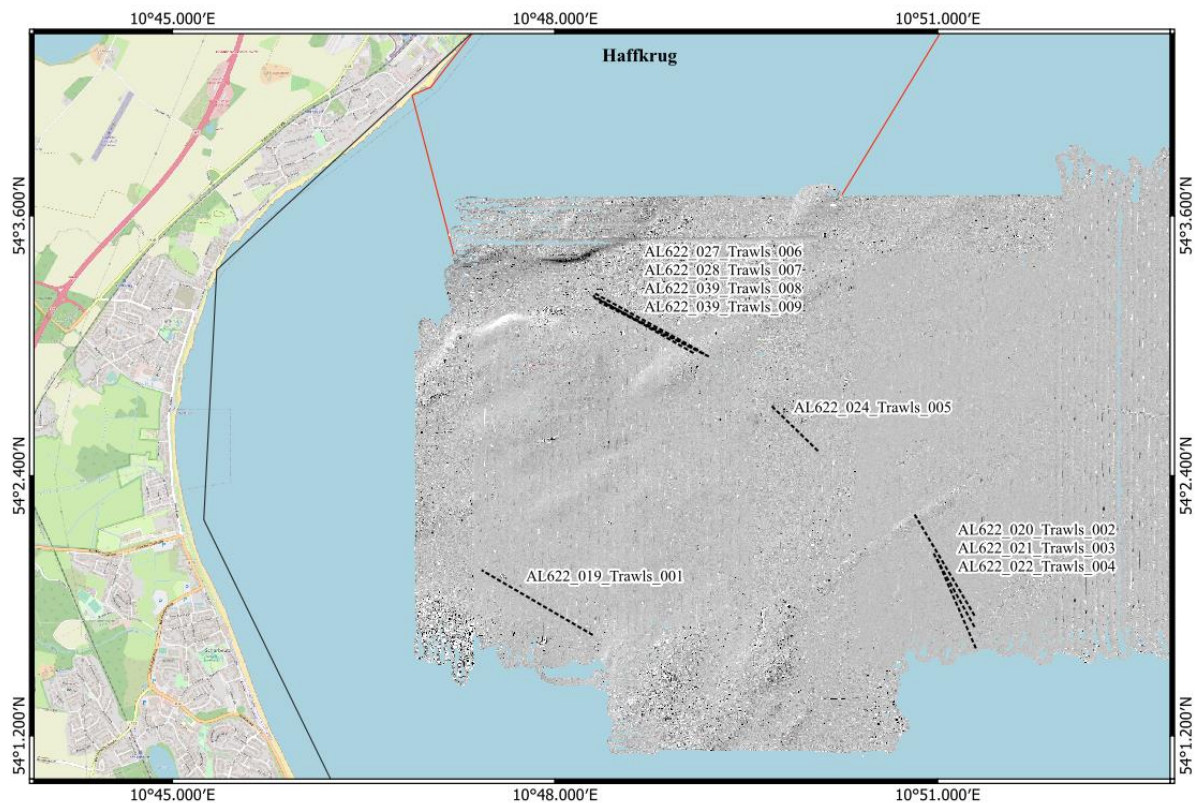 10°45.000′E 10°48.000′E 10°51.000′E
Haffkrug
54°3.600′N 54°3.600′N
AL622_027_Trawls_006
AL622_028_Trawls_007
AL622_039_Trawls_008
AL622_039_Trawls_009
AL622_024_Trawls_005
54°2.400′N 54°2.400′N
AL622_020_Trawls_002
AL622_021_Trawls_003
AL622_022_Trawls_004
AL622_019_Trawls_001
54°1.200′N 54°1.200′N
10°45.000′E 10°48.000′E 10°51.000′E